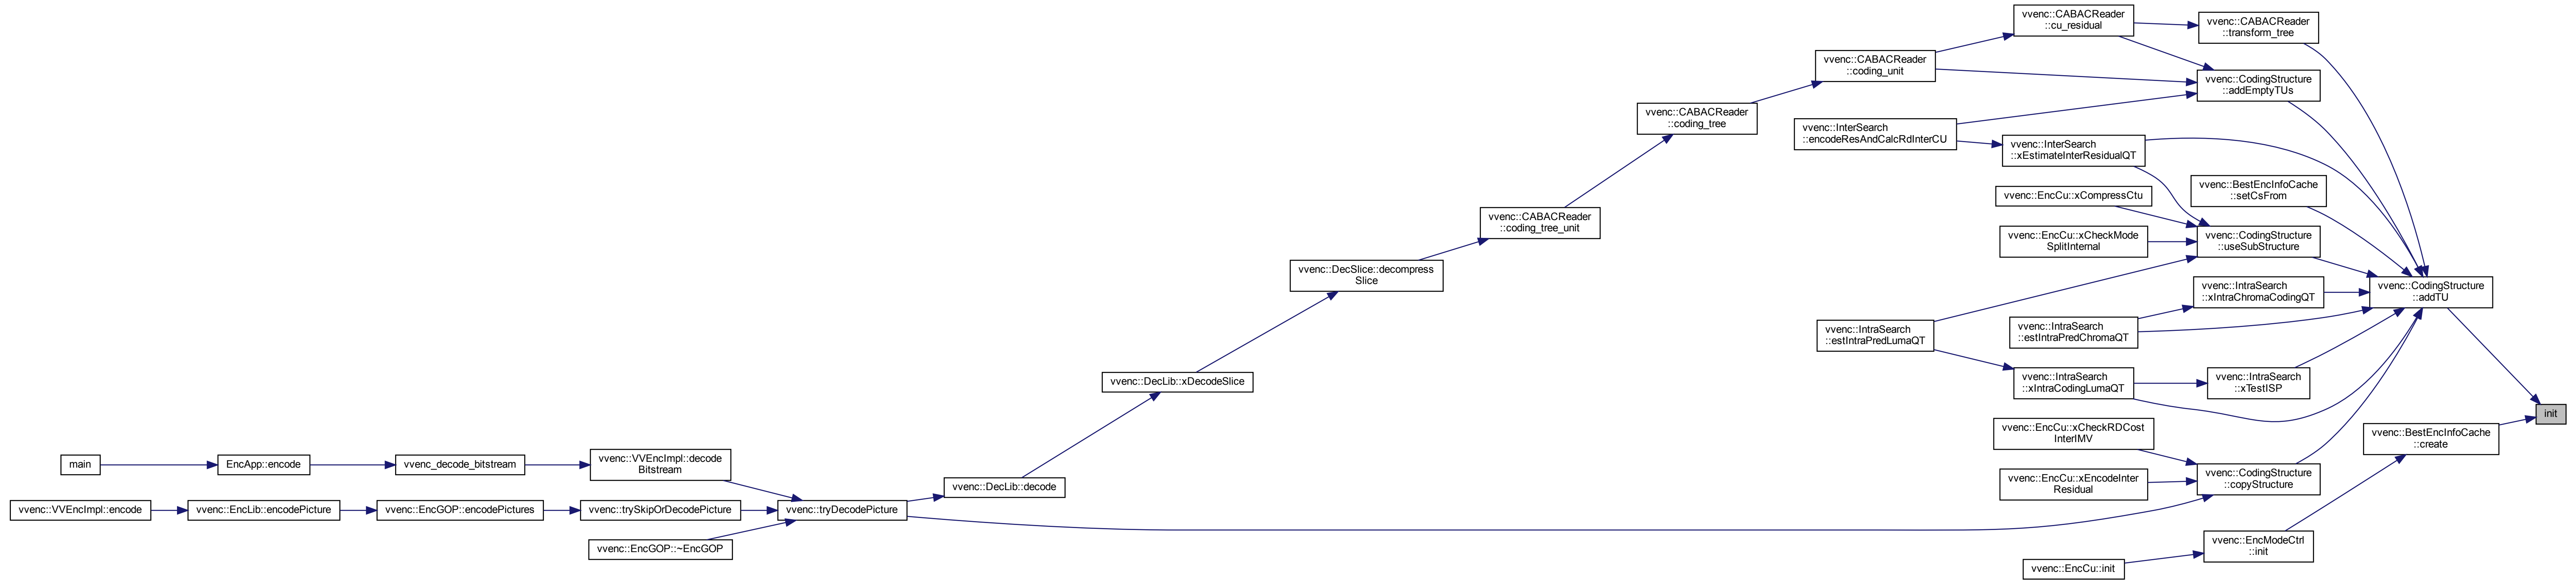 vvenc::CABACReader
::cu_residual
vvenc::CABACReader
::transform_tree
vvenc::CABACReader
::coding_unit
vvenc::CodingStructure
::addEmptyTUs
vvenc::CABACReader
::coding_tree
vvenc::InterSearch
::encodeResAndCalcRdInterCU
vvenc::InterSearch
::xEstimateInterResidualQT
vvenc::EncCu::xCompressCtu
vvenc::BestEncInfoCache
::setCsFrom
vvenc::CABACReader
::coding_tree_unit
vvenc::EncCu::xCheckMode
SplitInternal
vvenc::CodingStructure
::useSubStructure
vvenc::DecSlice::decompress
Slice
vvenc::IntraSearch
::xIntraChromaCodingQT
vvenc::CodingStructure
::addTU
vvenc::IntraSearch
::estIntraPredLumaQT
vvenc::IntraSearch
::estIntraPredChromaQT
vvenc::DecLib::xDecodeSlice
vvenc::IntraSearch
::xIntraCodingLumaQT
vvenc::IntraSearch
::xTestISP
init
vvenc::EncCu::xCheckRDCost
InterIMV
vvenc::BestEncInfoCache
::create
main
EncApp::encode
vvenc_decode_bitstream
vvenc::VVEncImpl::decode
Bitstream
vvenc::DecLib::decode
vvenc::EncCu::xEncodeInter
Residual
vvenc::CodingStructure
::copyStructure
vvenc::VVEncImpl::encode
vvenc::EncLib::encodePicture
vvenc::EncGOP::encodePictures
vvenc::trySkipOrDecodePicture
vvenc::tryDecodePicture
vvenc::EncGOP::~EncGOP
vvenc::EncModeCtrl
::init
vvenc::EncCu::init